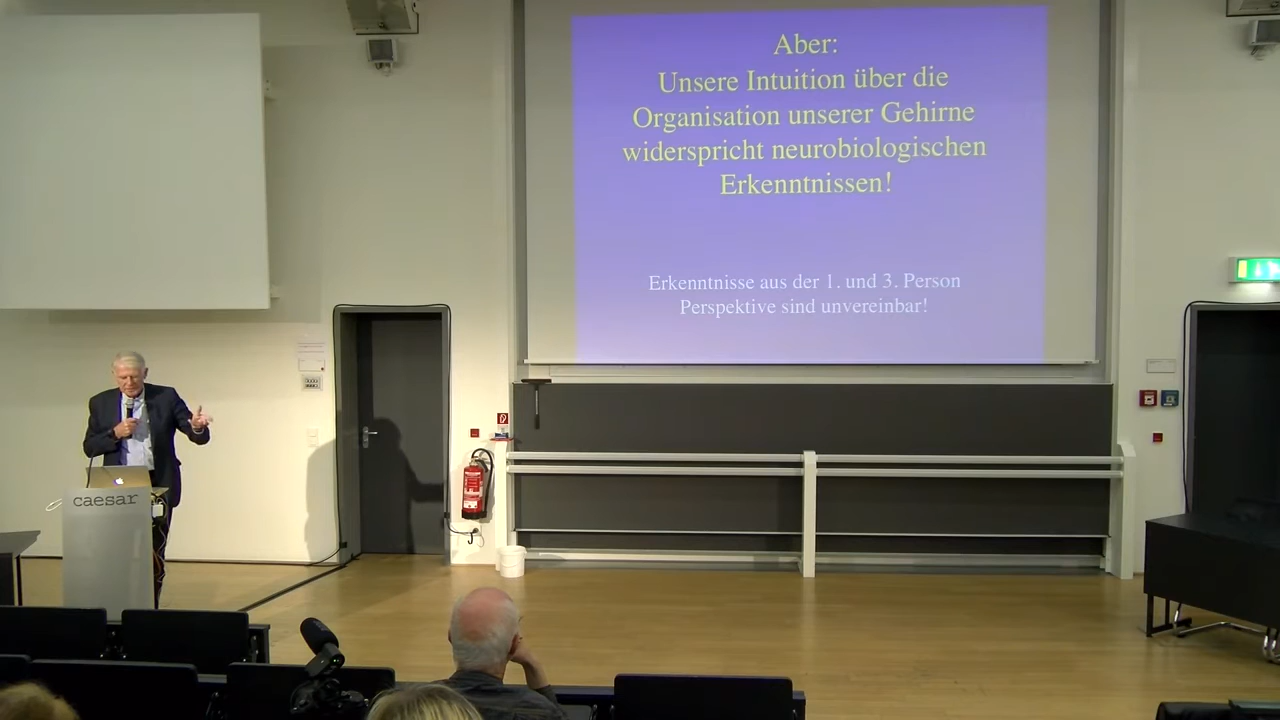 Aber:
Unsere Intuition über die
Organisation unserer Gehirne
widerspricht neurobiologischen
Erkenntnissen!
Erkenntnisse aus der 1. und 3. Person
Perspektive sind unvereinbar!
caesar